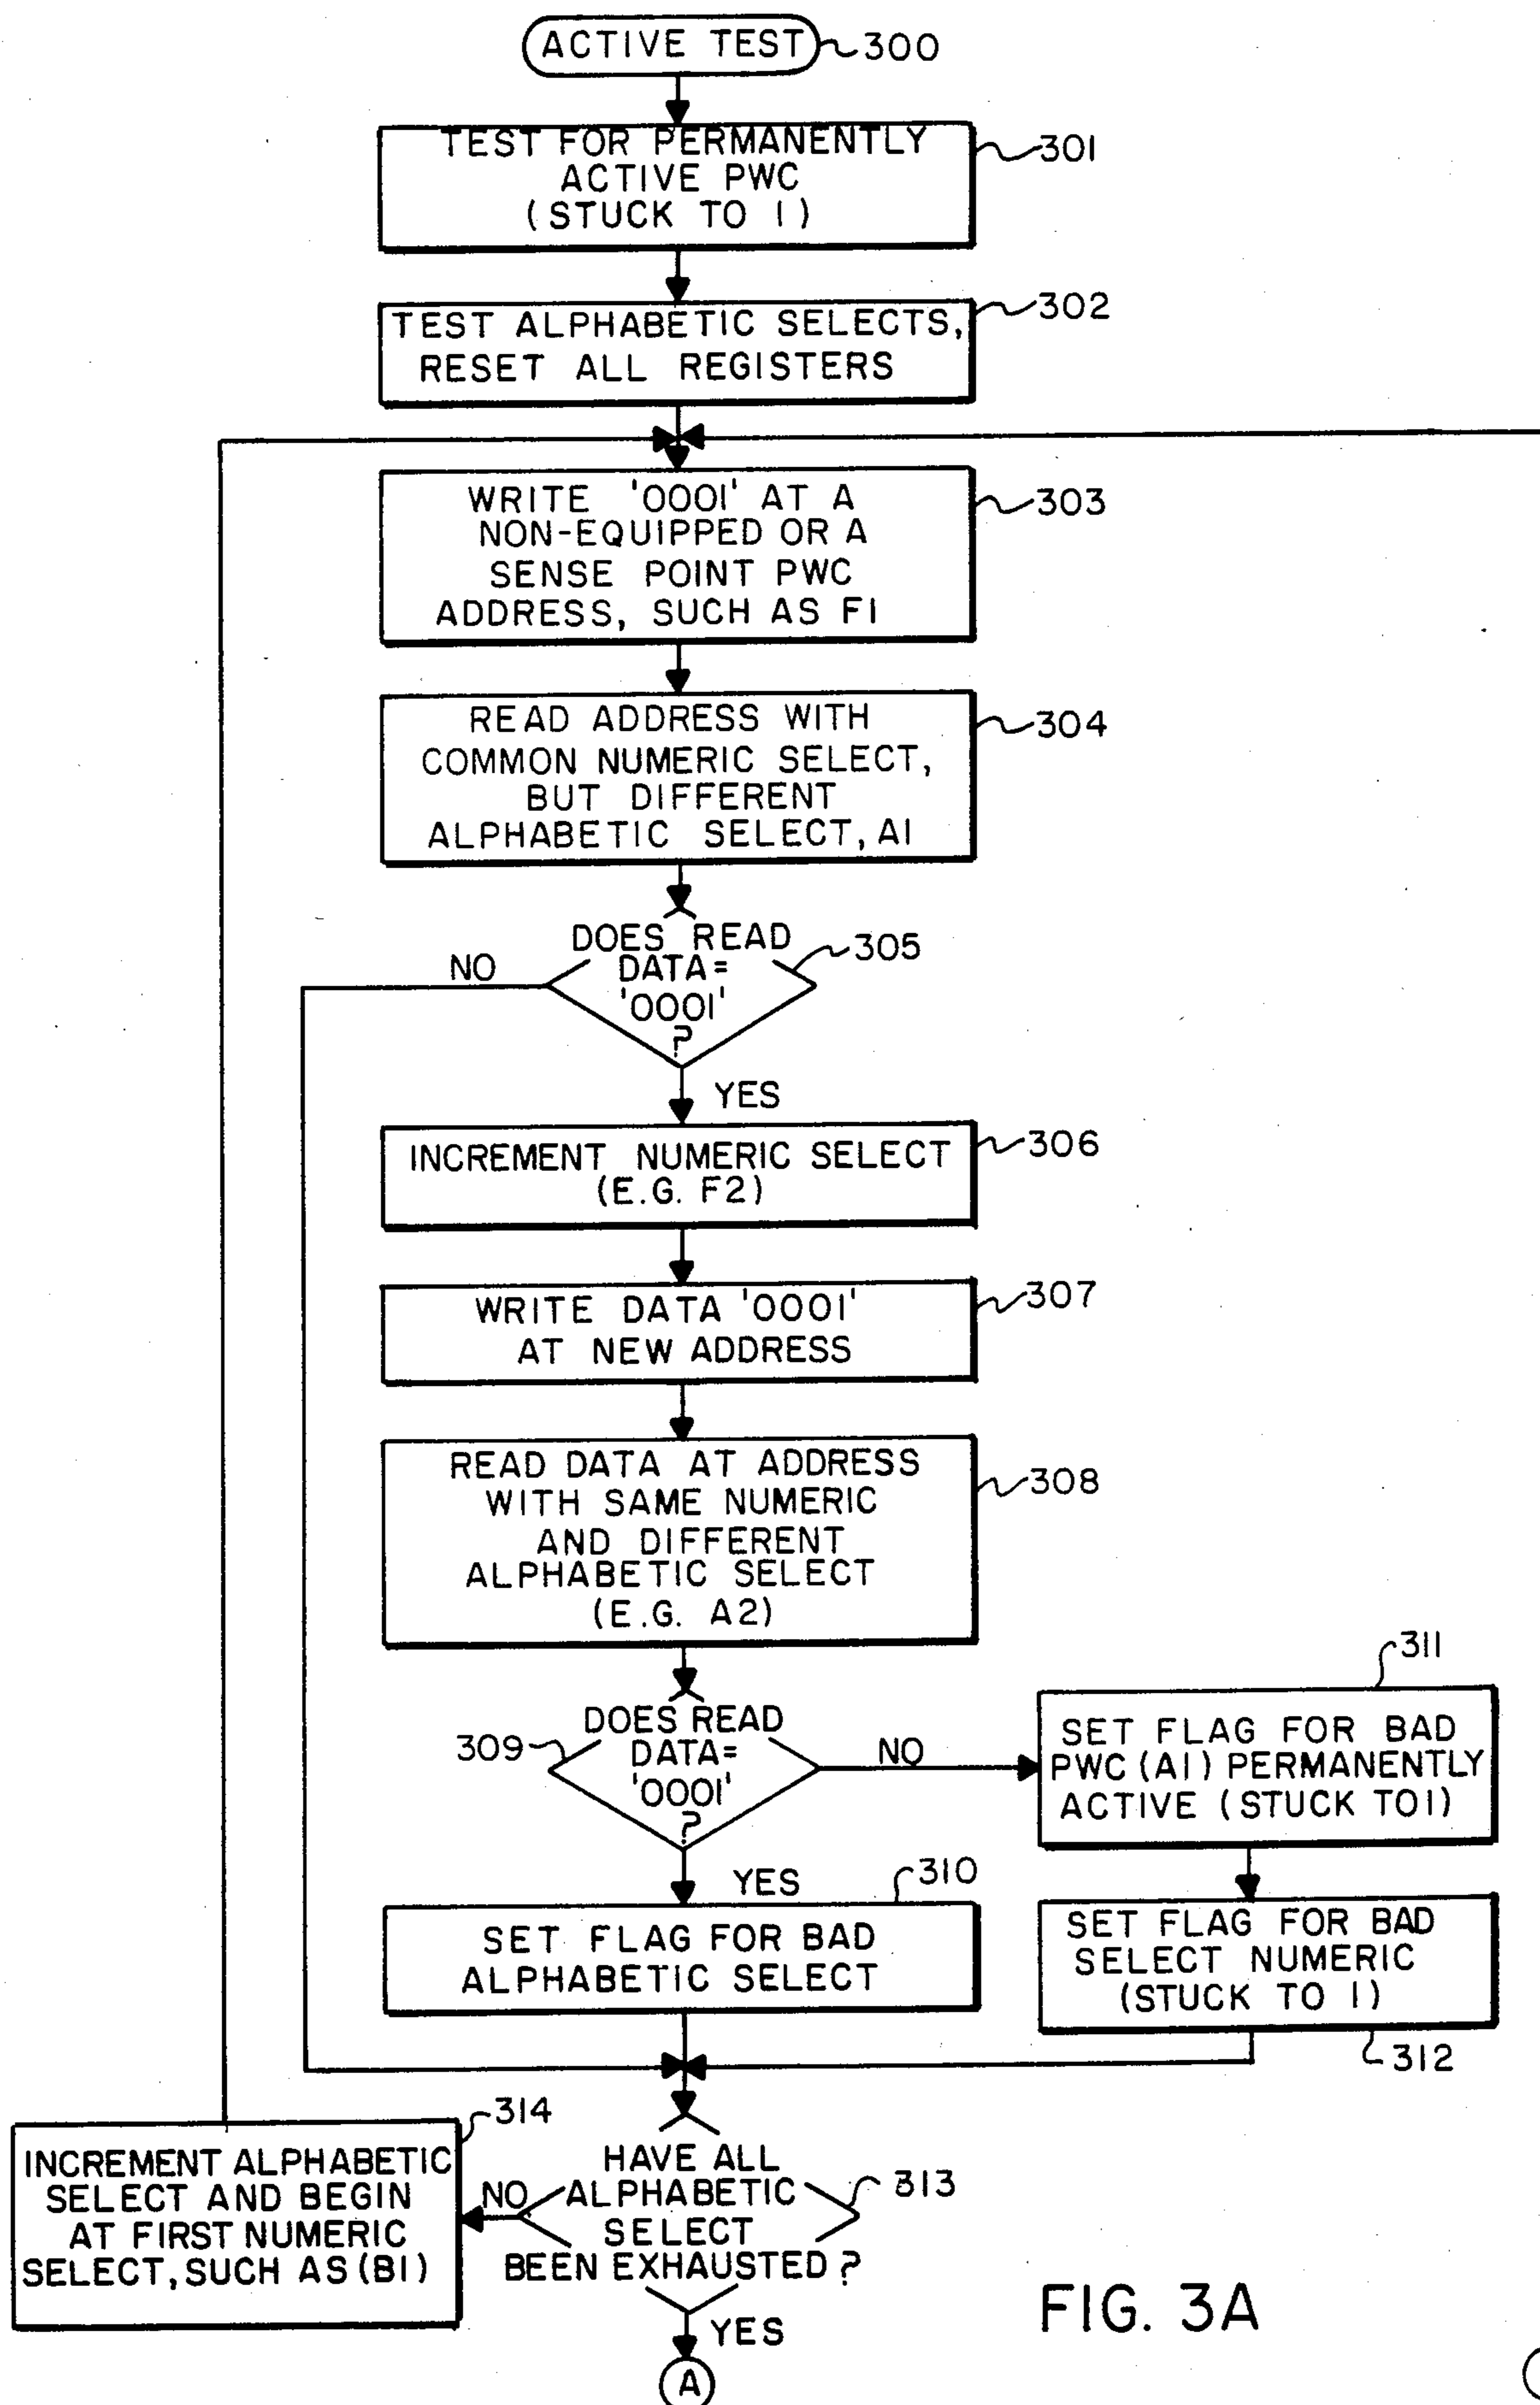 ACTIVE TEST
300
TEST FOR PERMANENTLY
ACTIVE PWC
(STUCK TO 1)
301
TEST ALPHABETIC SELECTS,
RESET ALL REGISTERS
302
WRITE '0001' AT A
NON-EQUIPPED OR A
SENSE POINT PWC
ADDRESS, SUCH AS F1
303
READ ADDRESS WITH
COMMON NUMERIC SELECT,
BUT DIFFERENT
ALPHABETIC SELECT, A1
304
DOES READ
DATA=
'0001'
?
305
NO
YES
INCREMENT NUMERIC SELECT
(E.G. F2)
306
WRITE DATA '0001'
AT NEW ADDRESS
307
READ DATA AT ADDRESS
WITH SAME NUMERIC
AND DIFFERENT
ALPHABETIC SELECT
(E.G. A2)
308
DOES READ
DATA=
'0001'
?
309
NO
YES
311
SET FLAG FOR BAD
PWC (A1) PERMANENTLY
ACTIVE (STUCK TO 1)
310
SET FLAG FOR BAD
ALPHABETIC SELECT
SET FLAG FOR BAD
SELECT NUMERIC
(STUCK TO 1)
312
314
INCREMENT ALPHABETIC
SELECT AND BEGIN
AT FIRST NUMERIC
SELECT, SUCH AS (B1)
NO
HAVE ALL
ALPHABETIC
SELECT
BEEN EXHAUSTED ?
313
YES
A
FIG. 3A